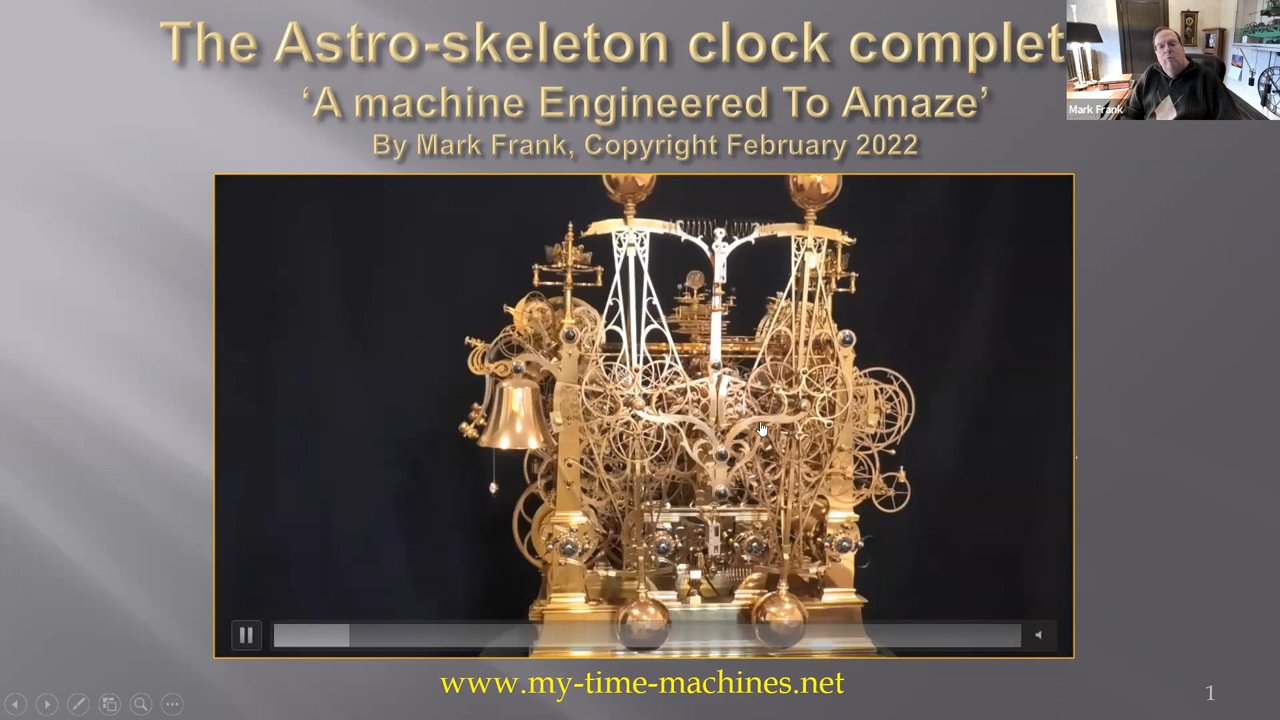 The Astro-skeleton clock complet
‘A machine Engineered To Amaze’
By Mark Frank, Copyright February 2022
Mark Frank
www.my-time-machines.net
1